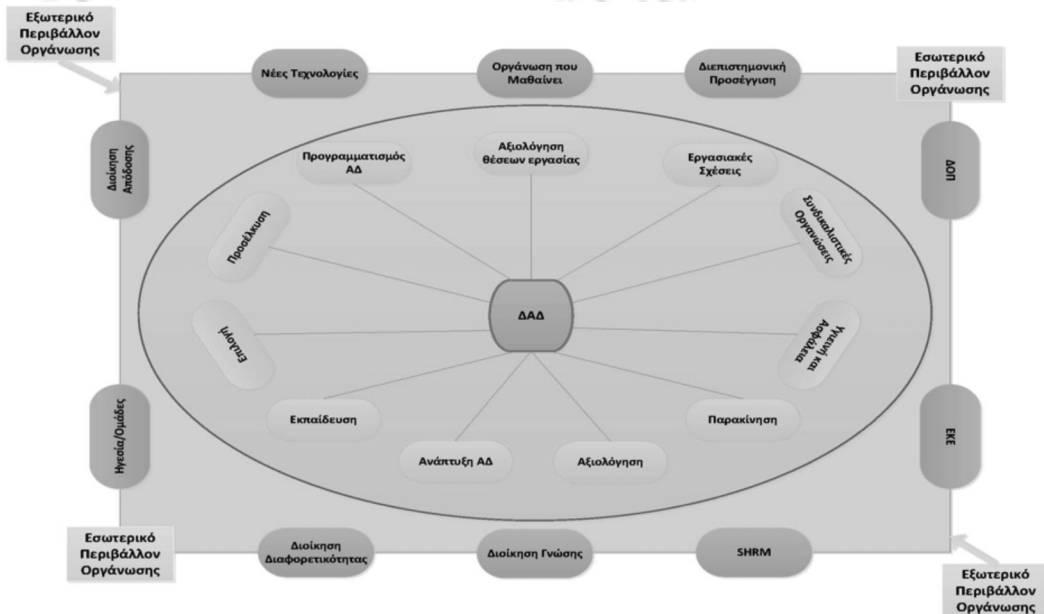 Εξωτερικό
Περιβάλλον
Οργάνωσης
Νέες Τεχνολογίες
Οργάνωση που
Μαθαίνει
Διεπιστημονική
Προσέγγιση
Εσωτερικό
Περιβάλλον
Οργάνωσης
Διοίκηση
Απόδοσης
Προγραμματισμός
ΑΔ
Αξιολόγηση
θέσεων εργασίας
Εργασιακές
Σχέσεις
ΔΟΠ
Προσέλκυση
Συνδικαλιστικές
Οργανώσεις
ΔΑΔ
Επιλογή
Υγιεινή και
Ασφάλεια
Ηγεσία/Ομάδες
Εκπαίδευση
Παρακίνηση
ΕΚΕ
Ανάπτυξη ΑΔ
Αξιολόγηση
Εσωτερικό
Περιβάλλον
Οργάνωσης
Διοίκηση
Διαφορετικότητας
Διοίκηση Γνώσης
SHRM
Εξωτερικό
Περιβάλλον
Οργάνωσης